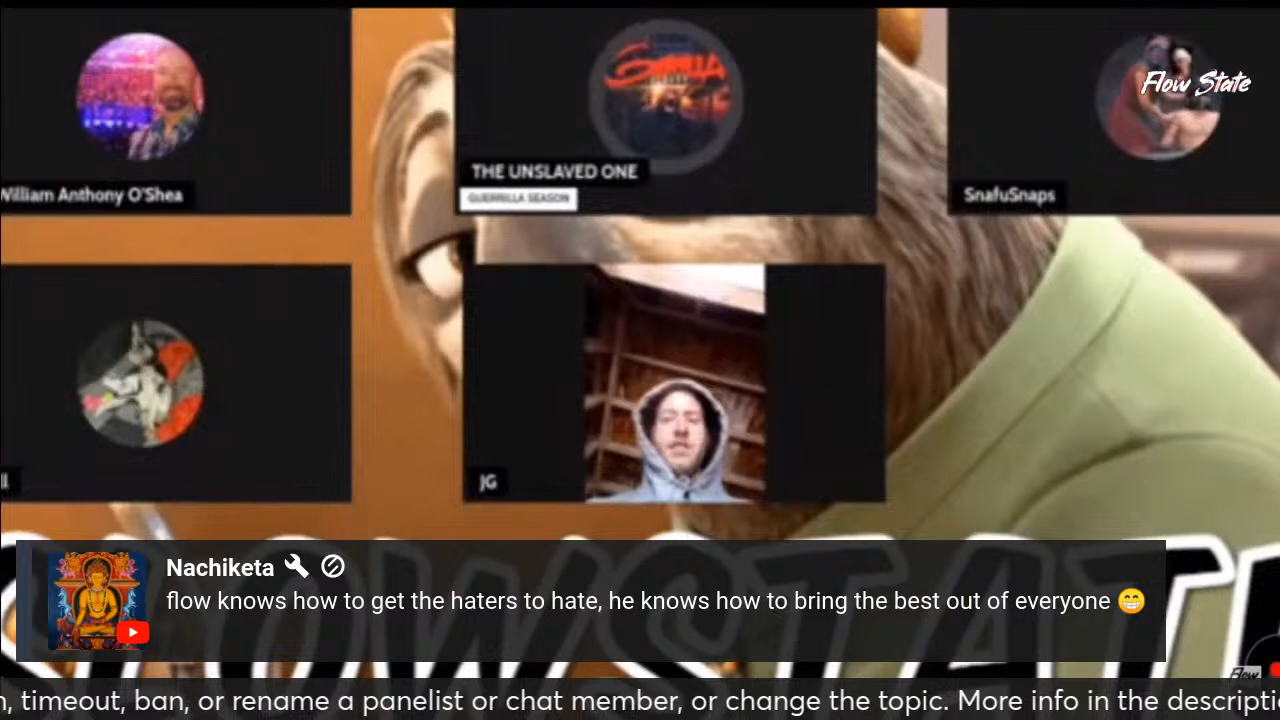 Flow State
William Anthony O'Shea
THE UNSLAVED ONE
GUERRILLA SEASON
SnafuSnaps
JG
Nachiketa
flow knows how to get the haters to hate, he knows how to bring the best out of everyone 😁
SLOWSTAT
Flow
, timeout, ban, or rename a panelist or chat member, or change the topic. More info in the descripti